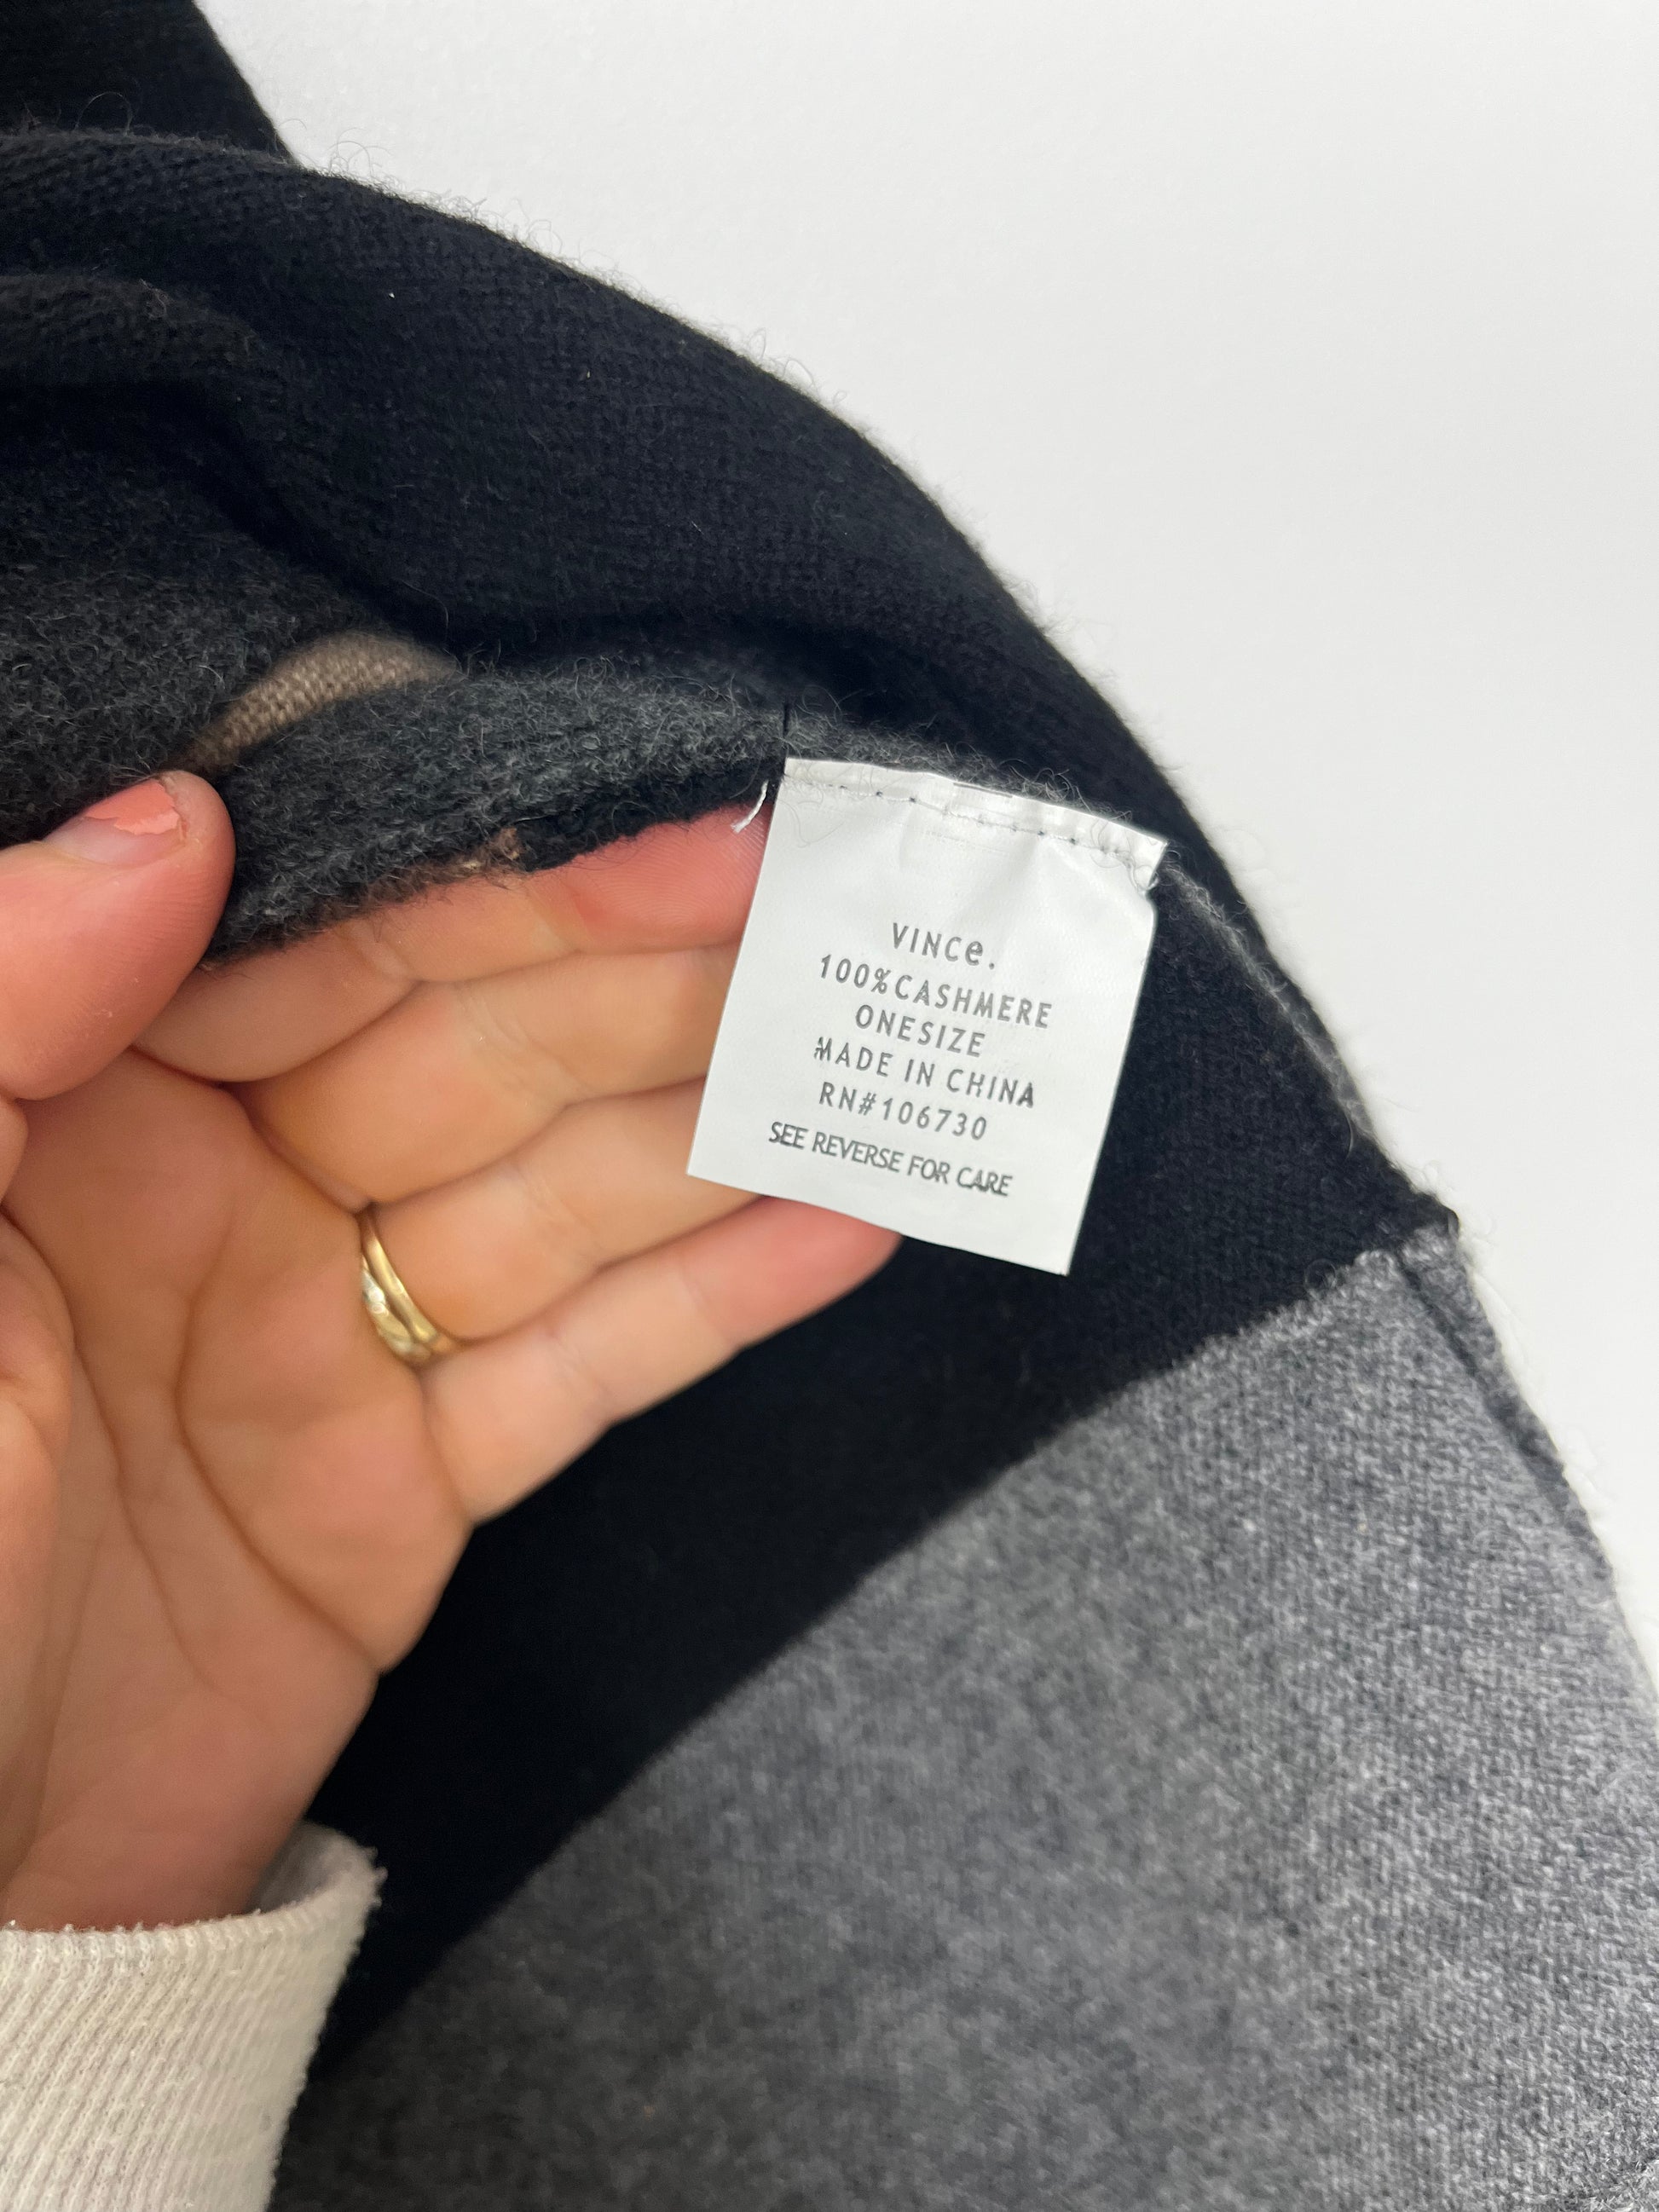 VINCe.
100%CASHMERE
ONESIZE
MADE IN CHINA
RN#106730
SEE REVERSE FOR CARE